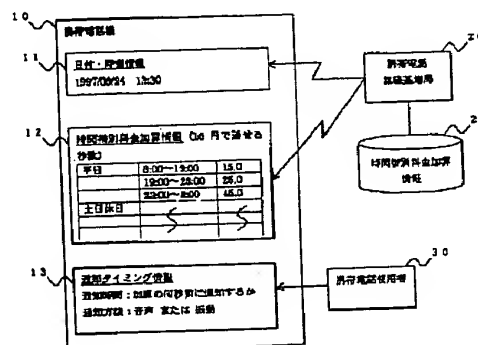 10
携帯電話機
11
日付・時刻情報
1997/09/24 13:30
12
時間帯別料金加算情報 (10 円で話せる
秒数)
平日 8:00〜19:00 15.0
19:00〜23:00 25.0
23:00〜8:00 45.0
土日休日
13
通知タイミング情報
通知時間:加算の何秒前に通知するか
通知方法:音声 または 振動
携帯電話
無線基地局
2
時間帯別料金加算
情報
30
携帯電話使用者